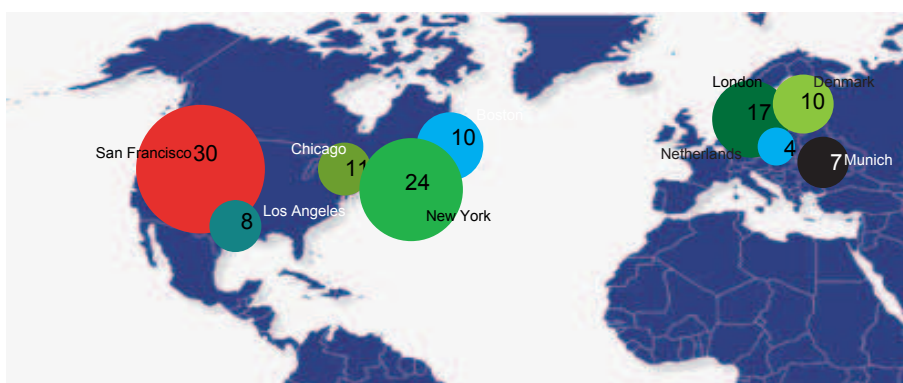 San Francisco 30
8
Los Angeles
Chicago
11
Boston
10
24
New York
London
17
Denmark
10
Netherlands
4
7 Munich